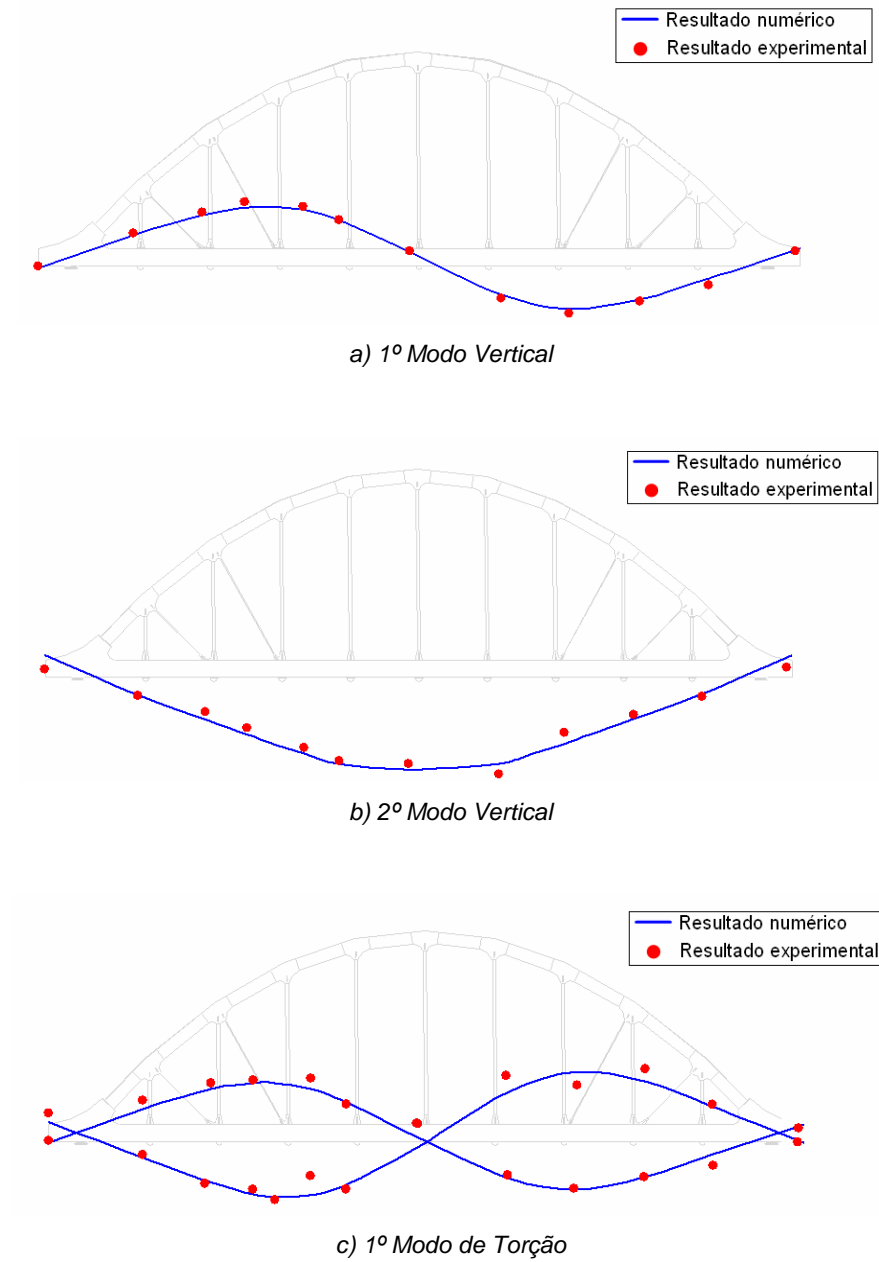 Resultado numérico
Resultado experimental
a) 1º Modo Vertical
Resultado numérico
Resultado experimental
b) 2º Modo Vertical
Resultado numérico
Resultado experimental
c) 1º Modo de Torção